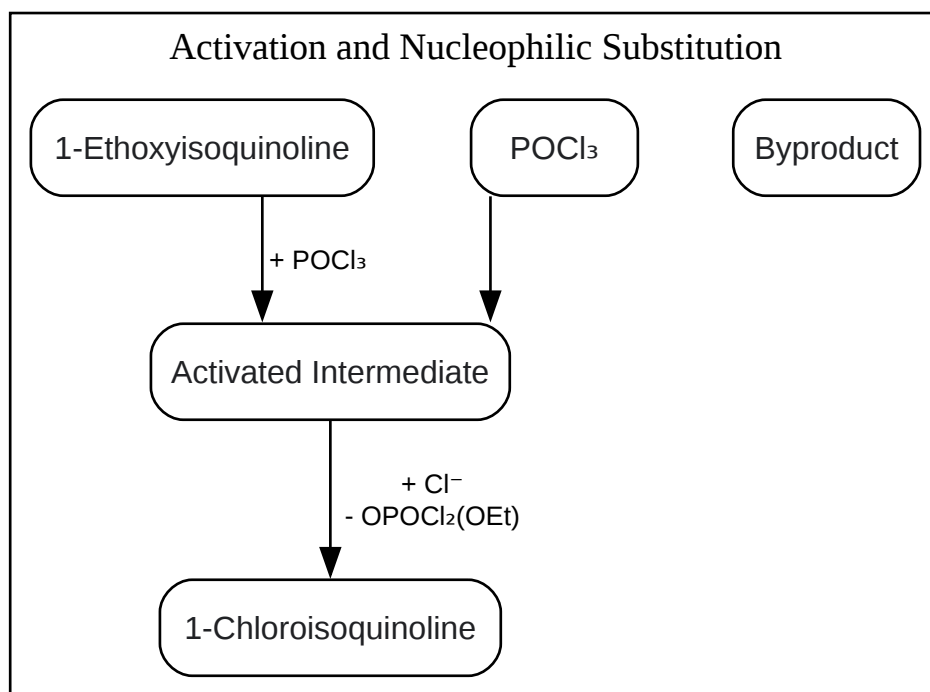 Activation and Nucleophilic Substitution
1-Ethoxyisoquinoline
POCl₃
Byproduct
+ POCl₃
Activated Intermediate
+ Cl⁻
- OPOCl₂(OEt)
1-Chloroisoquinoline